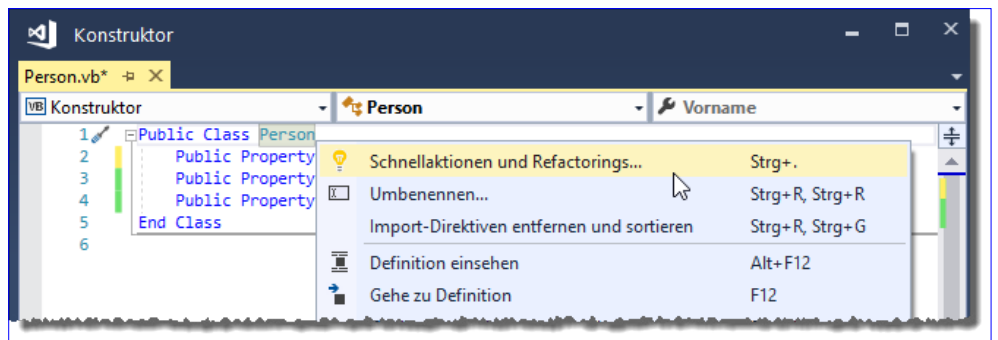 Konstruktor
Person.vb*
VB Konstruktor Person Vorname
1 Public Class Person
2 Public Property
3 Public Property
4 Public Property
5 End Class
6
Schnellaktionen und Refactorings... Strg+.
Umbenennen... Strg+R, Strg+R
Import-Direktiven entfernen und sortieren Strg+R, Strg+G
Definition einsehen Alt+F12
Gehe zu Definition F12